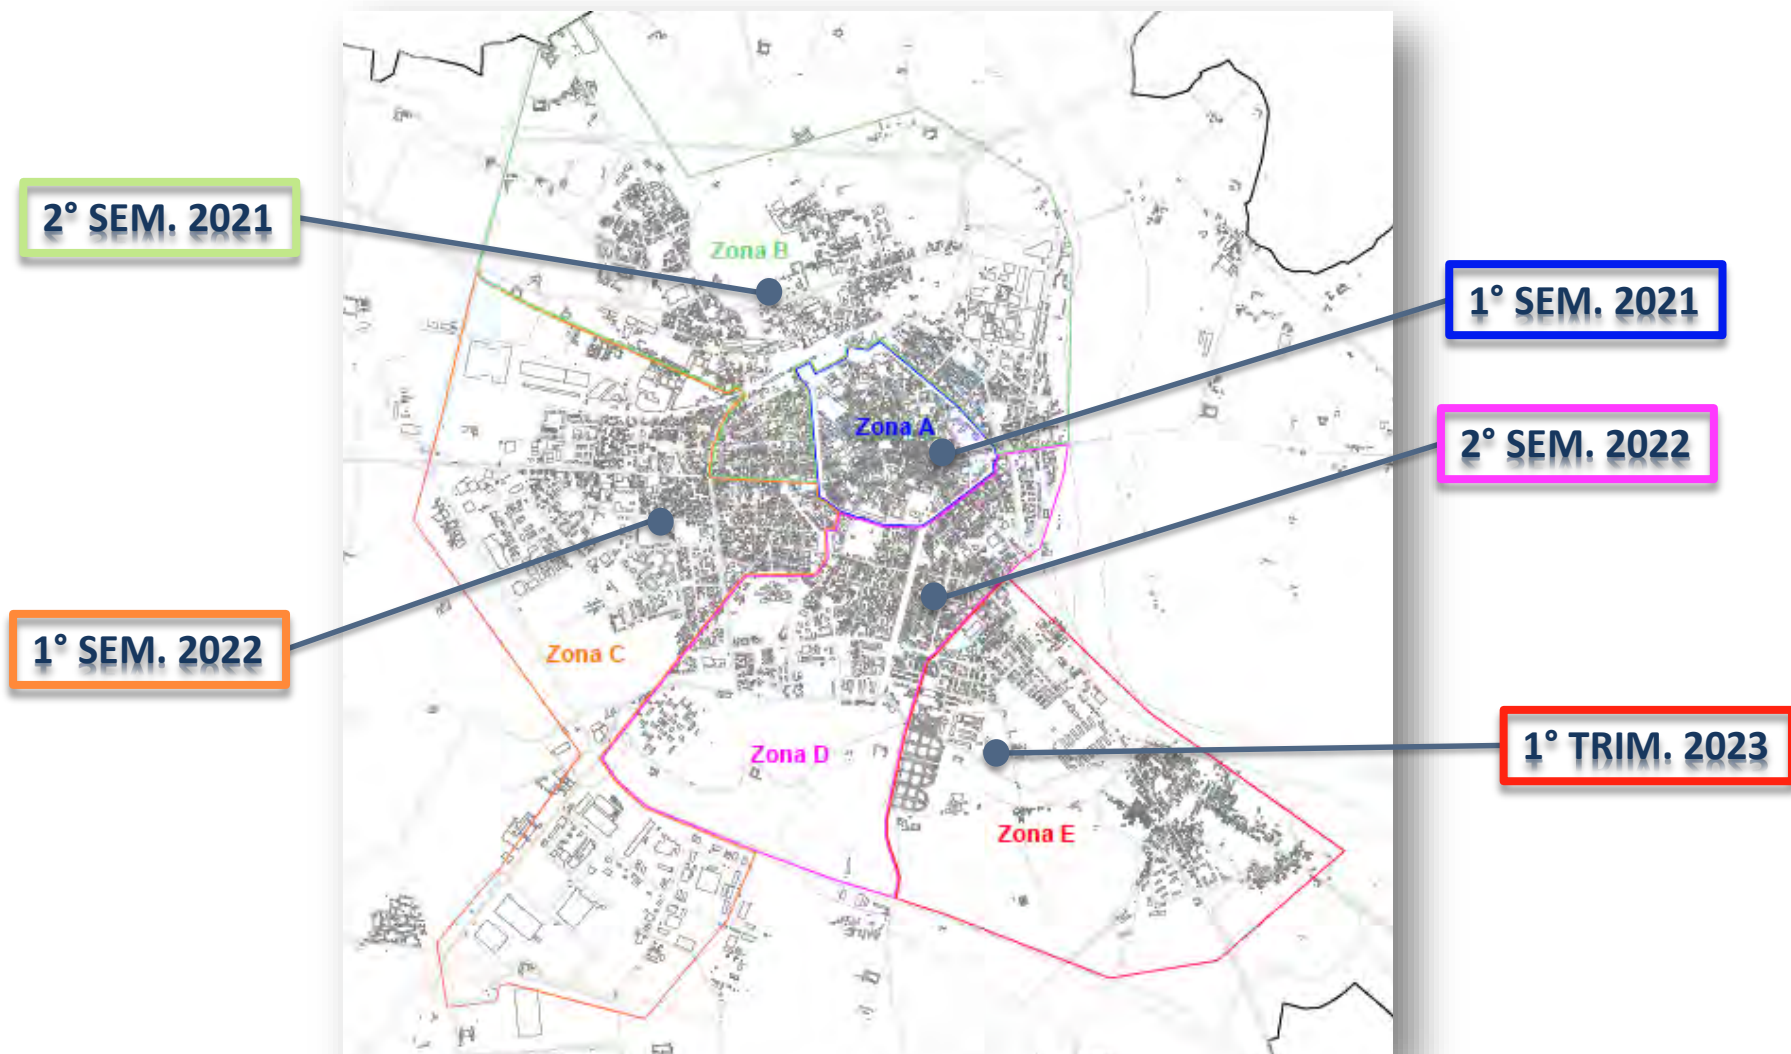 2° SEM. 2021
Zona B
1° SEM. 2021
Zona A
2° SEM. 2022
1° SEM. 2022
Zona C
Zona D
1° TRIM. 2023
Zona E